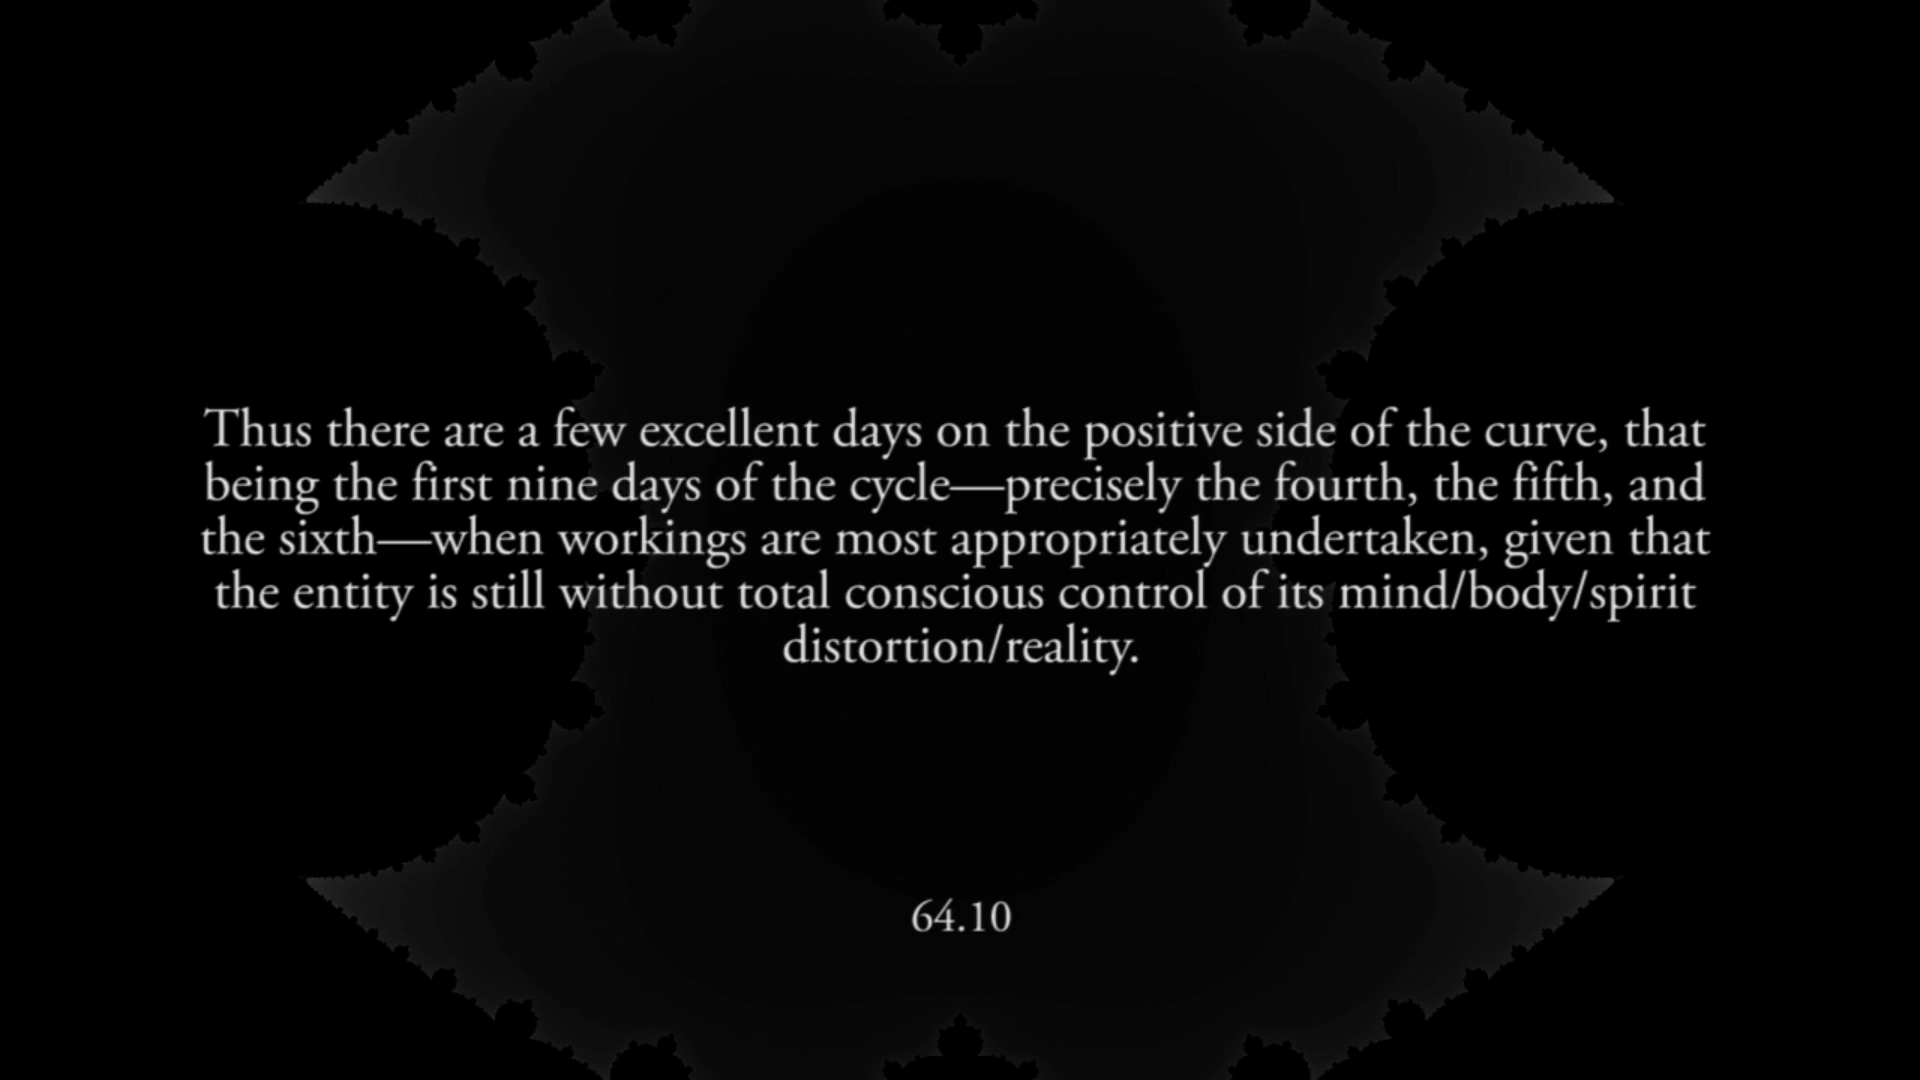 Thus there are a few excellent days on the positive side of the curve, that
being the first nine days of the cycle—precisely the fourth, the fifth, and
the sixth—when workings are most appropriately undertaken, given that
the entity is still without total conscious control of its mind/body/spirit
distortion/reality.
64.10